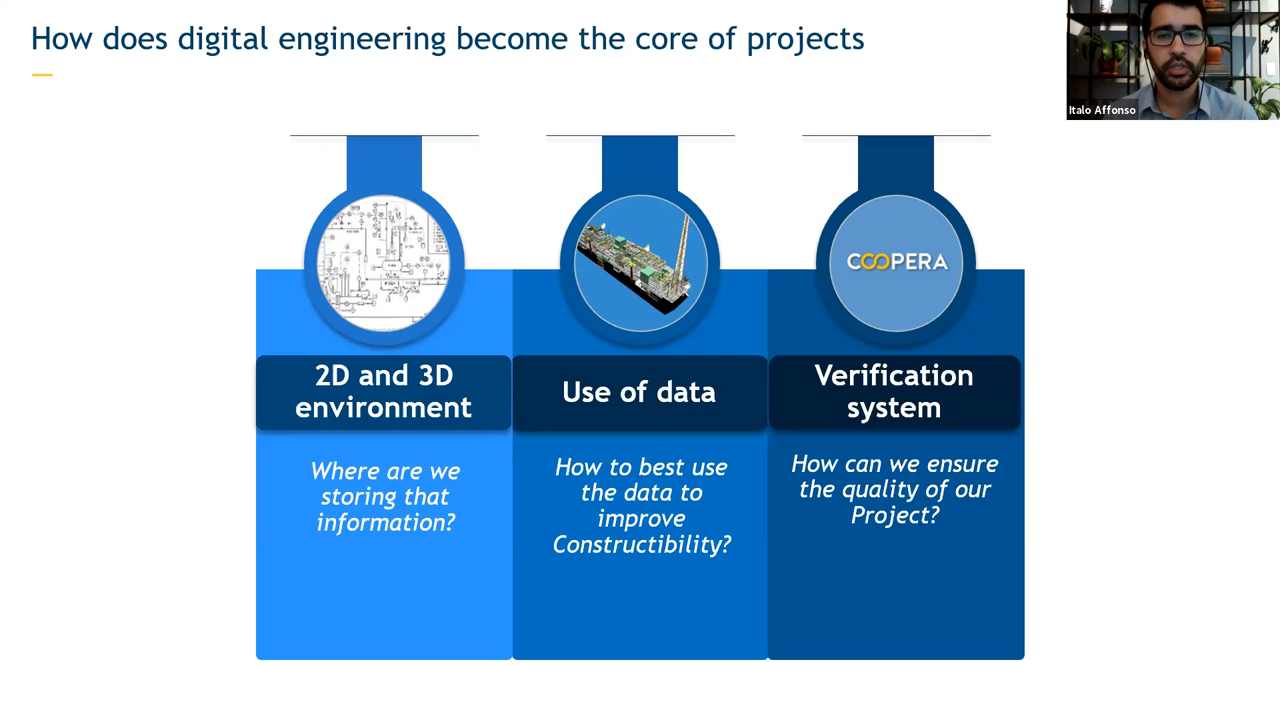 How does digital engineering become the core of projects
Italo Affonso
COOPERA
2D and 3D
environment
Use of data
Verification
system
Where are we
storing that
information?
How to best use
the data to
improve
Constructibility?
How can we ensure
the quality of our
Project?